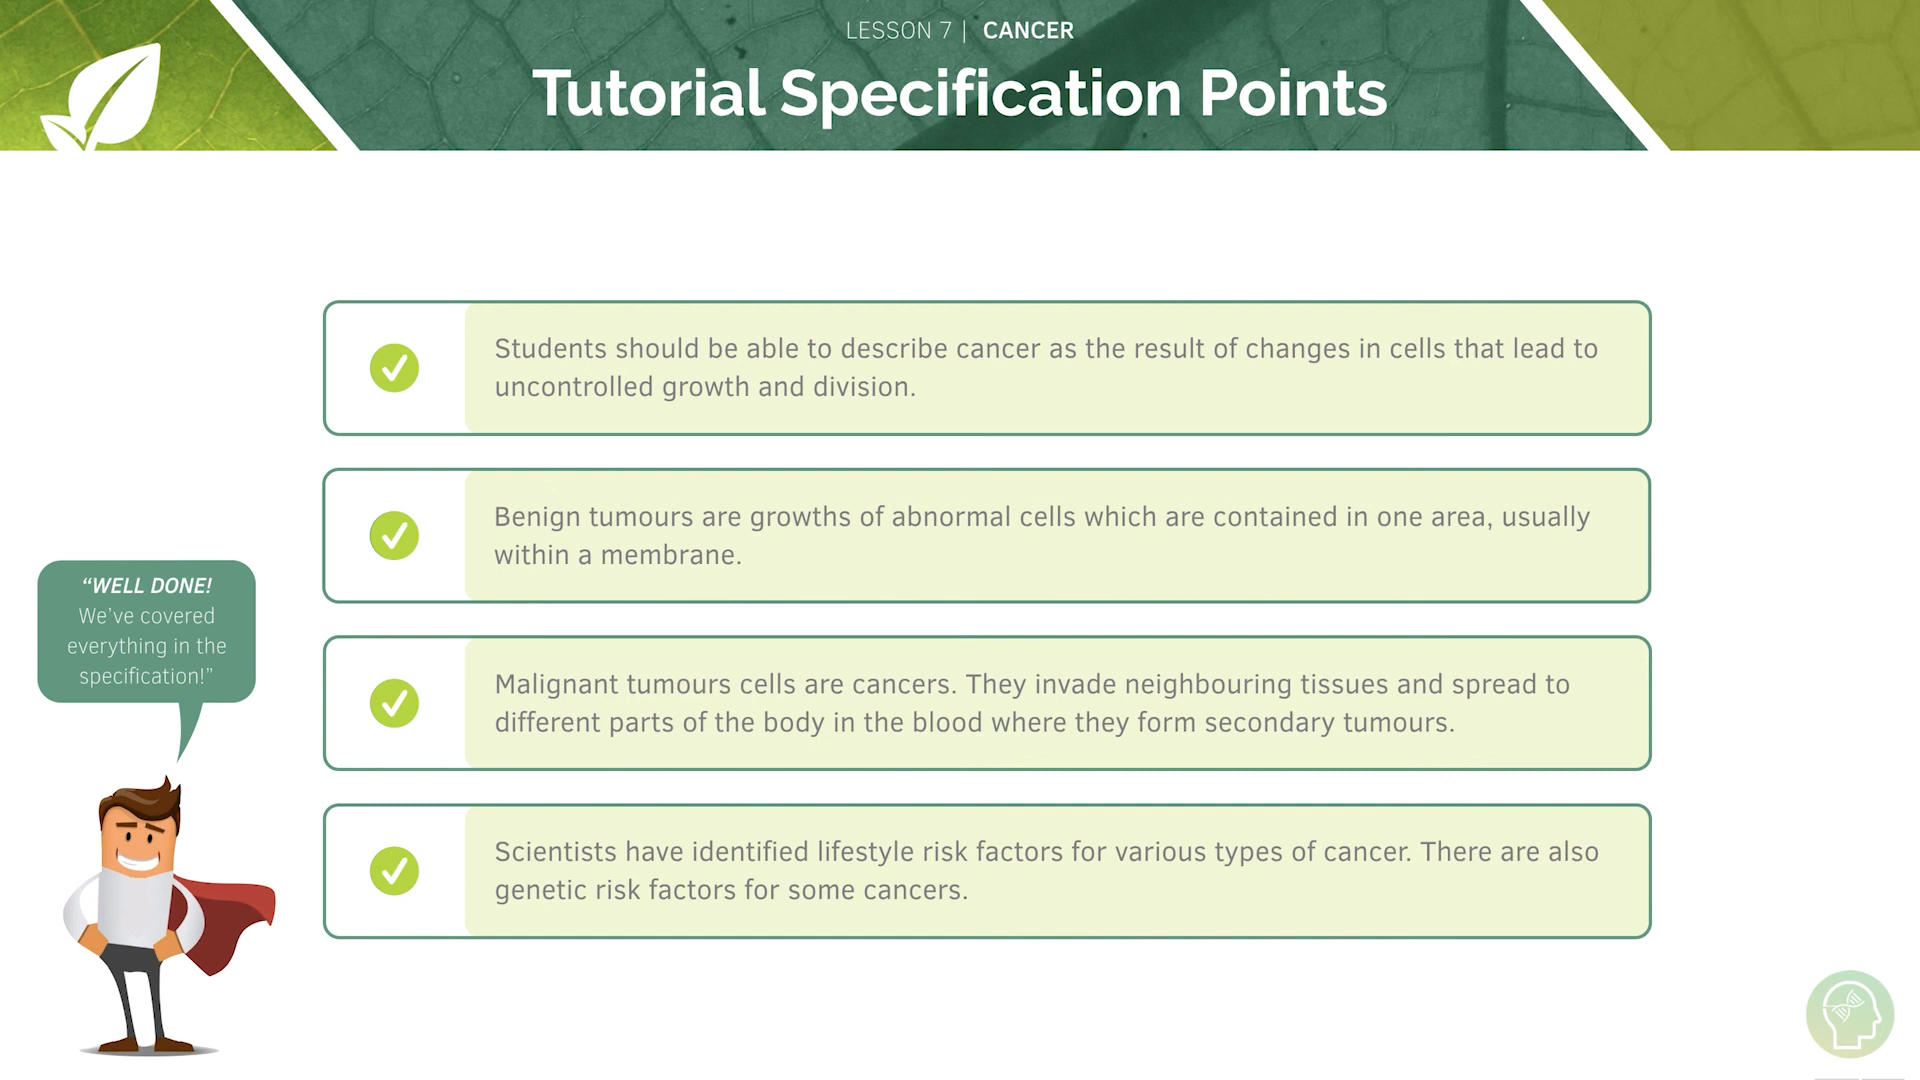 LESSON 7 | CANCER
Tutorial Specification Points
Students should be able to describe cancer as the result of changes in cells that lead to
uncontrolled growth and division.
Benign tumours are growths of abnormal cells which are contained in one area, usually
within a membrane.
Malignant tumours cells are cancers. They invade neighbouring tissues and spread to
different parts of the body in the blood where they form secondary tumours.
Scientists have identified lifestyle risk factors for various types of cancer. There are also
genetic risk factors for some cancers.
“WELL DONE!
We’ve covered
everything in the
specification!”